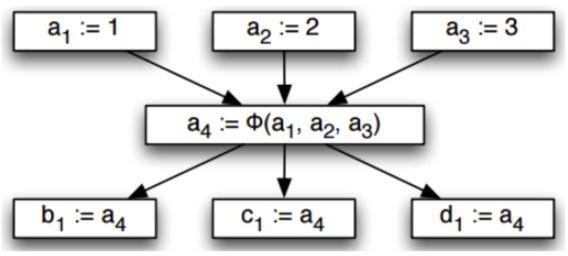 a₁ := 1
a₂ := 2
a₃ := 3
a₄ := Φ(a₁, a₂, a₃)
b₁ := a₄
c₁ := a₄
d₁ := a₄